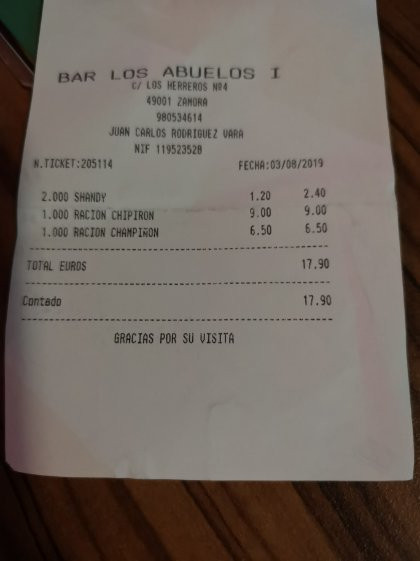 BAR LOS ABUELOS I
C/ LOS HERREROS Nº4
49001 ZAMORA
980534614
JUAN CARLOS RODRIGUEZ VARA
NIF 11952352B
N.TICKET:205114 FECHA:03/08/2019
2.000 SHANDY 1.20 2.40
1.000 RACION CHIPIRON 9.00 9.00
1.000 RACION CHAMPIÑON 6.50 6.50
TOTAL EUROS 17.90
Contado 17.90
GRACIAS POR SU VISITA